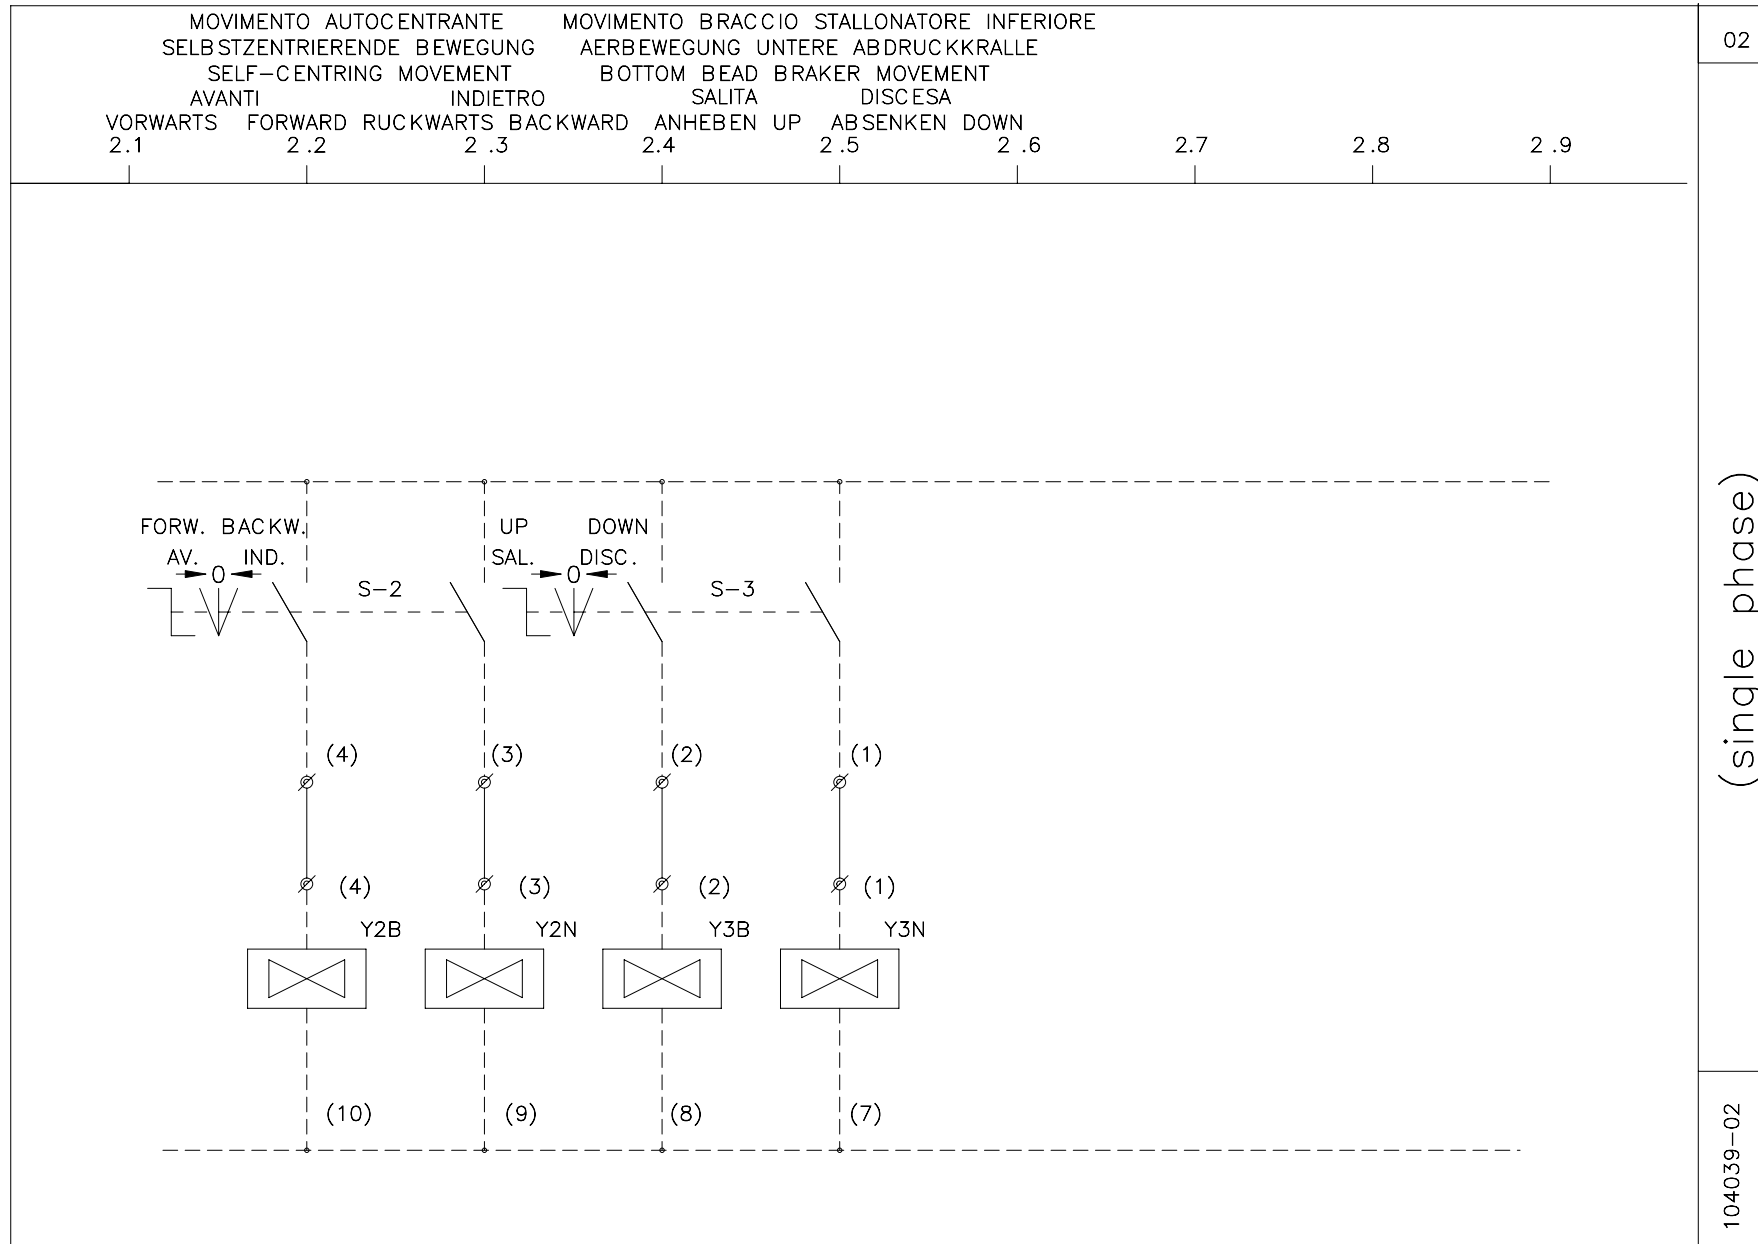 MOVIMENTO AUTOCENTRANTE MOVIMENTO BRACCIO STALLONATORE INFERIORE
SELBSTZENTRIERENDE BEWEGUNG AERBEWEGUNG UNTERE ABDRUCKKRALLE
SELF-CENTRING MOVEMENT BOTTOM BEAD BRAKER MOVEMENT
AVANTI INDIETRO SALITA DISCESA
VORWARTS FORWARD RUCKWARTS BACKWARD ANHEBEN UP ABSENKEN DOWN
2.1 2.2 2.3 2.4 2.5 2.6 2.7 2.8 2.9
02
FORW. BACKW. UP DOWN
AV. IND. SAL. DISC.
0 0
S-2 S-3
(4) (3) (2) (1)
(4) (3) (2) (1)
Y2B Y2N Y3B Y3N
(10) (9) (8) (7)
(single phase)
104039-02